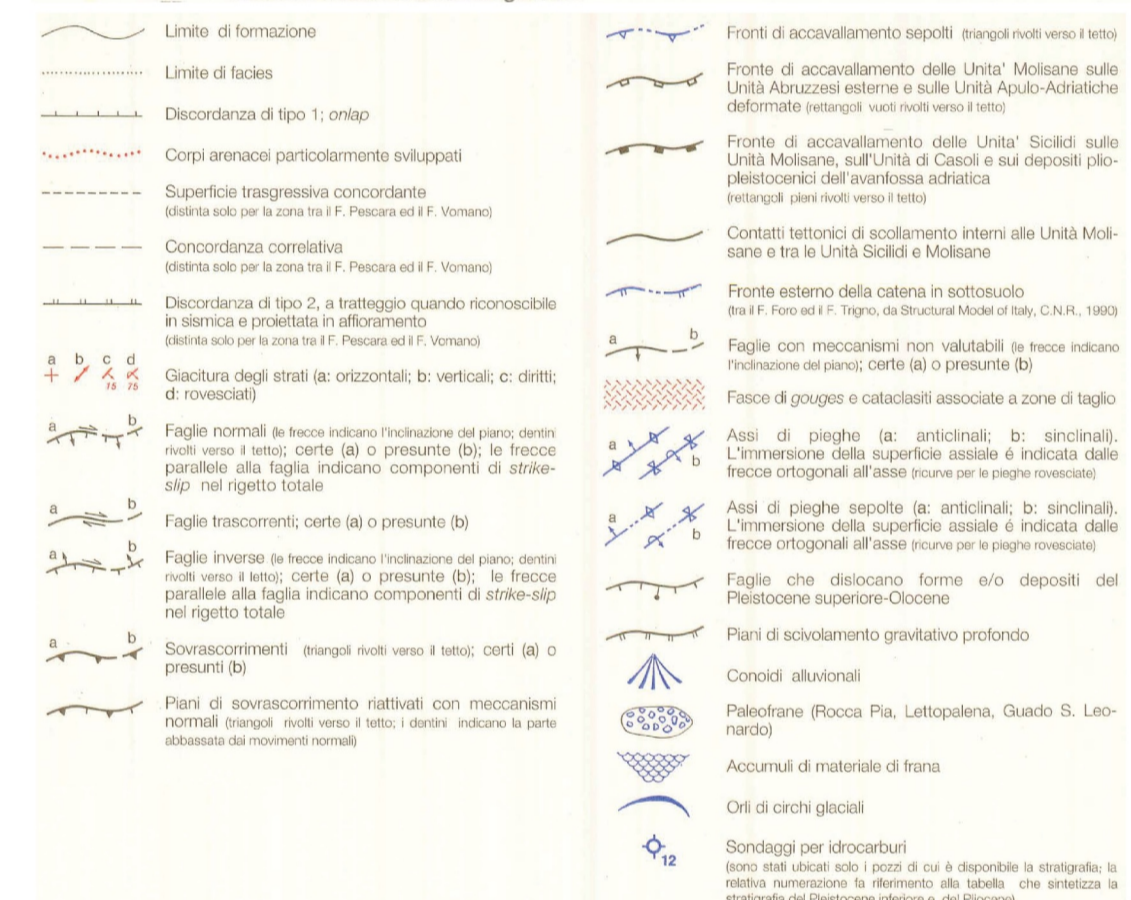 Limite di formazione
Limite di facies
Discordanza di tipo 1; onlap
Corpi arenacei particolarmente sviluppati
Superficie trasgressiva concordante
(distinta solo per la zona tra il F. Pescara ed il F. Vomano)
Concordanza correlativa
(distinta solo per la zona tra il F. Pescara ed il F. Vomano)
Discordanza di tipo 2, a tratteggio quando riconoscibile
in sismica e proiettata in affioramento
(distinta solo per la zona tra il F. Pescara ed il F. Vomano)
a b c d
75 75
Giacitura degli strati (a: orizzontali; b: verticali; c: diritti;
d: rovesciati)
a b
Faglie normali (le frecce indicano l'inclinazione del piano; dentini
rivolti verso il tetto); certe (a) o presunte (b); le frecce
parallele alla faglia indicano componenti di strike-
slip nel rigetto totale
a b
Faglie trascorrenti; certe (a) o presunte (b)
a b
Faglie inverse (le frecce indicano l'inclinazione del piano; dentini
rivolti verso il tetto); certe (a) o presunte (b); le frecce
parallele alla faglia indicano componenti di strike-slip
nel rigetto totale
a b
Sovrascorrimenti (triangoli rivolti verso il tetto); certi (a) o
presunti (b)
Piani di sovrascorrimento riattivati con meccanismi
normali (triangoli rivolti verso il tetto; i dentini indicano la parte
abbassata dai movimenti normali)
Fronti di accavallamento sepolti (triangoli rivolti verso il tetto)
Fronte di accavallamento delle Unita' Molisane sulle
Unità Abruzzesi esterne e sulle Unità Apulo-Adriatiche
deformate (rettangoli vuoti rivolti verso il tetto)
Fronte di accavallamento delle Unita' Sicilidi sulle
Unità Molisane, sull'Unità di Casoli e sui depositi plio-
pleistocenici dell'avanfossa adriatica
(rettangoli pieni rivolti verso il tetto)
Contatti tettonici di scollamento interni alle Unità Moli-
sane e tra le Unità Sicilidi e Molisane
Fronte esterno della catena in sottosuolo
(tra il F. Foro ed il F. Trigno, da Structural Model of Italy, C.N.R., 1990)
a b
Faglie con meccanismi non valutabili (le frecce indicano
l'inclinazione del piano); certe (a) o presunte (b)
Fasce di gouges e cataclasiti associate a zone di taglio
a b
Assi di pieghe (a: anticlinali; b: sinclinali).
L'immersione della superficie assiale é indicata dalle
frecce ortogonali all'asse (ricurve per le pieghe rovesciate)
a b
Assi di pieghe sepolte (a: anticlinali; b: sinclinali).
L'immersione della superficie assiale é indicata dalle
frecce ortogonali all'asse (ricurve per le pieghe rovesciate)
Faglie che dislocano forme e/o depositi del
Pleistocene superiore-Olocene
Piani di scivolamento gravitativo profondo
Conoidi alluvionali
Paleofrane (Rocca Pia, Lettopalena, Guado S. Leo-
nardo)
Accumuli di materiale di frana
Orli di circhi glaciali
12
Sondaggi per idrocarburi
(sono stati ubicati solo i pozzi di cui è disponibile la stratigrafia; la
relativa numerazione fa riferimento alla tabella che sintetizza la
stratigrafia del Pleistocene inferiore e del Pliocene)